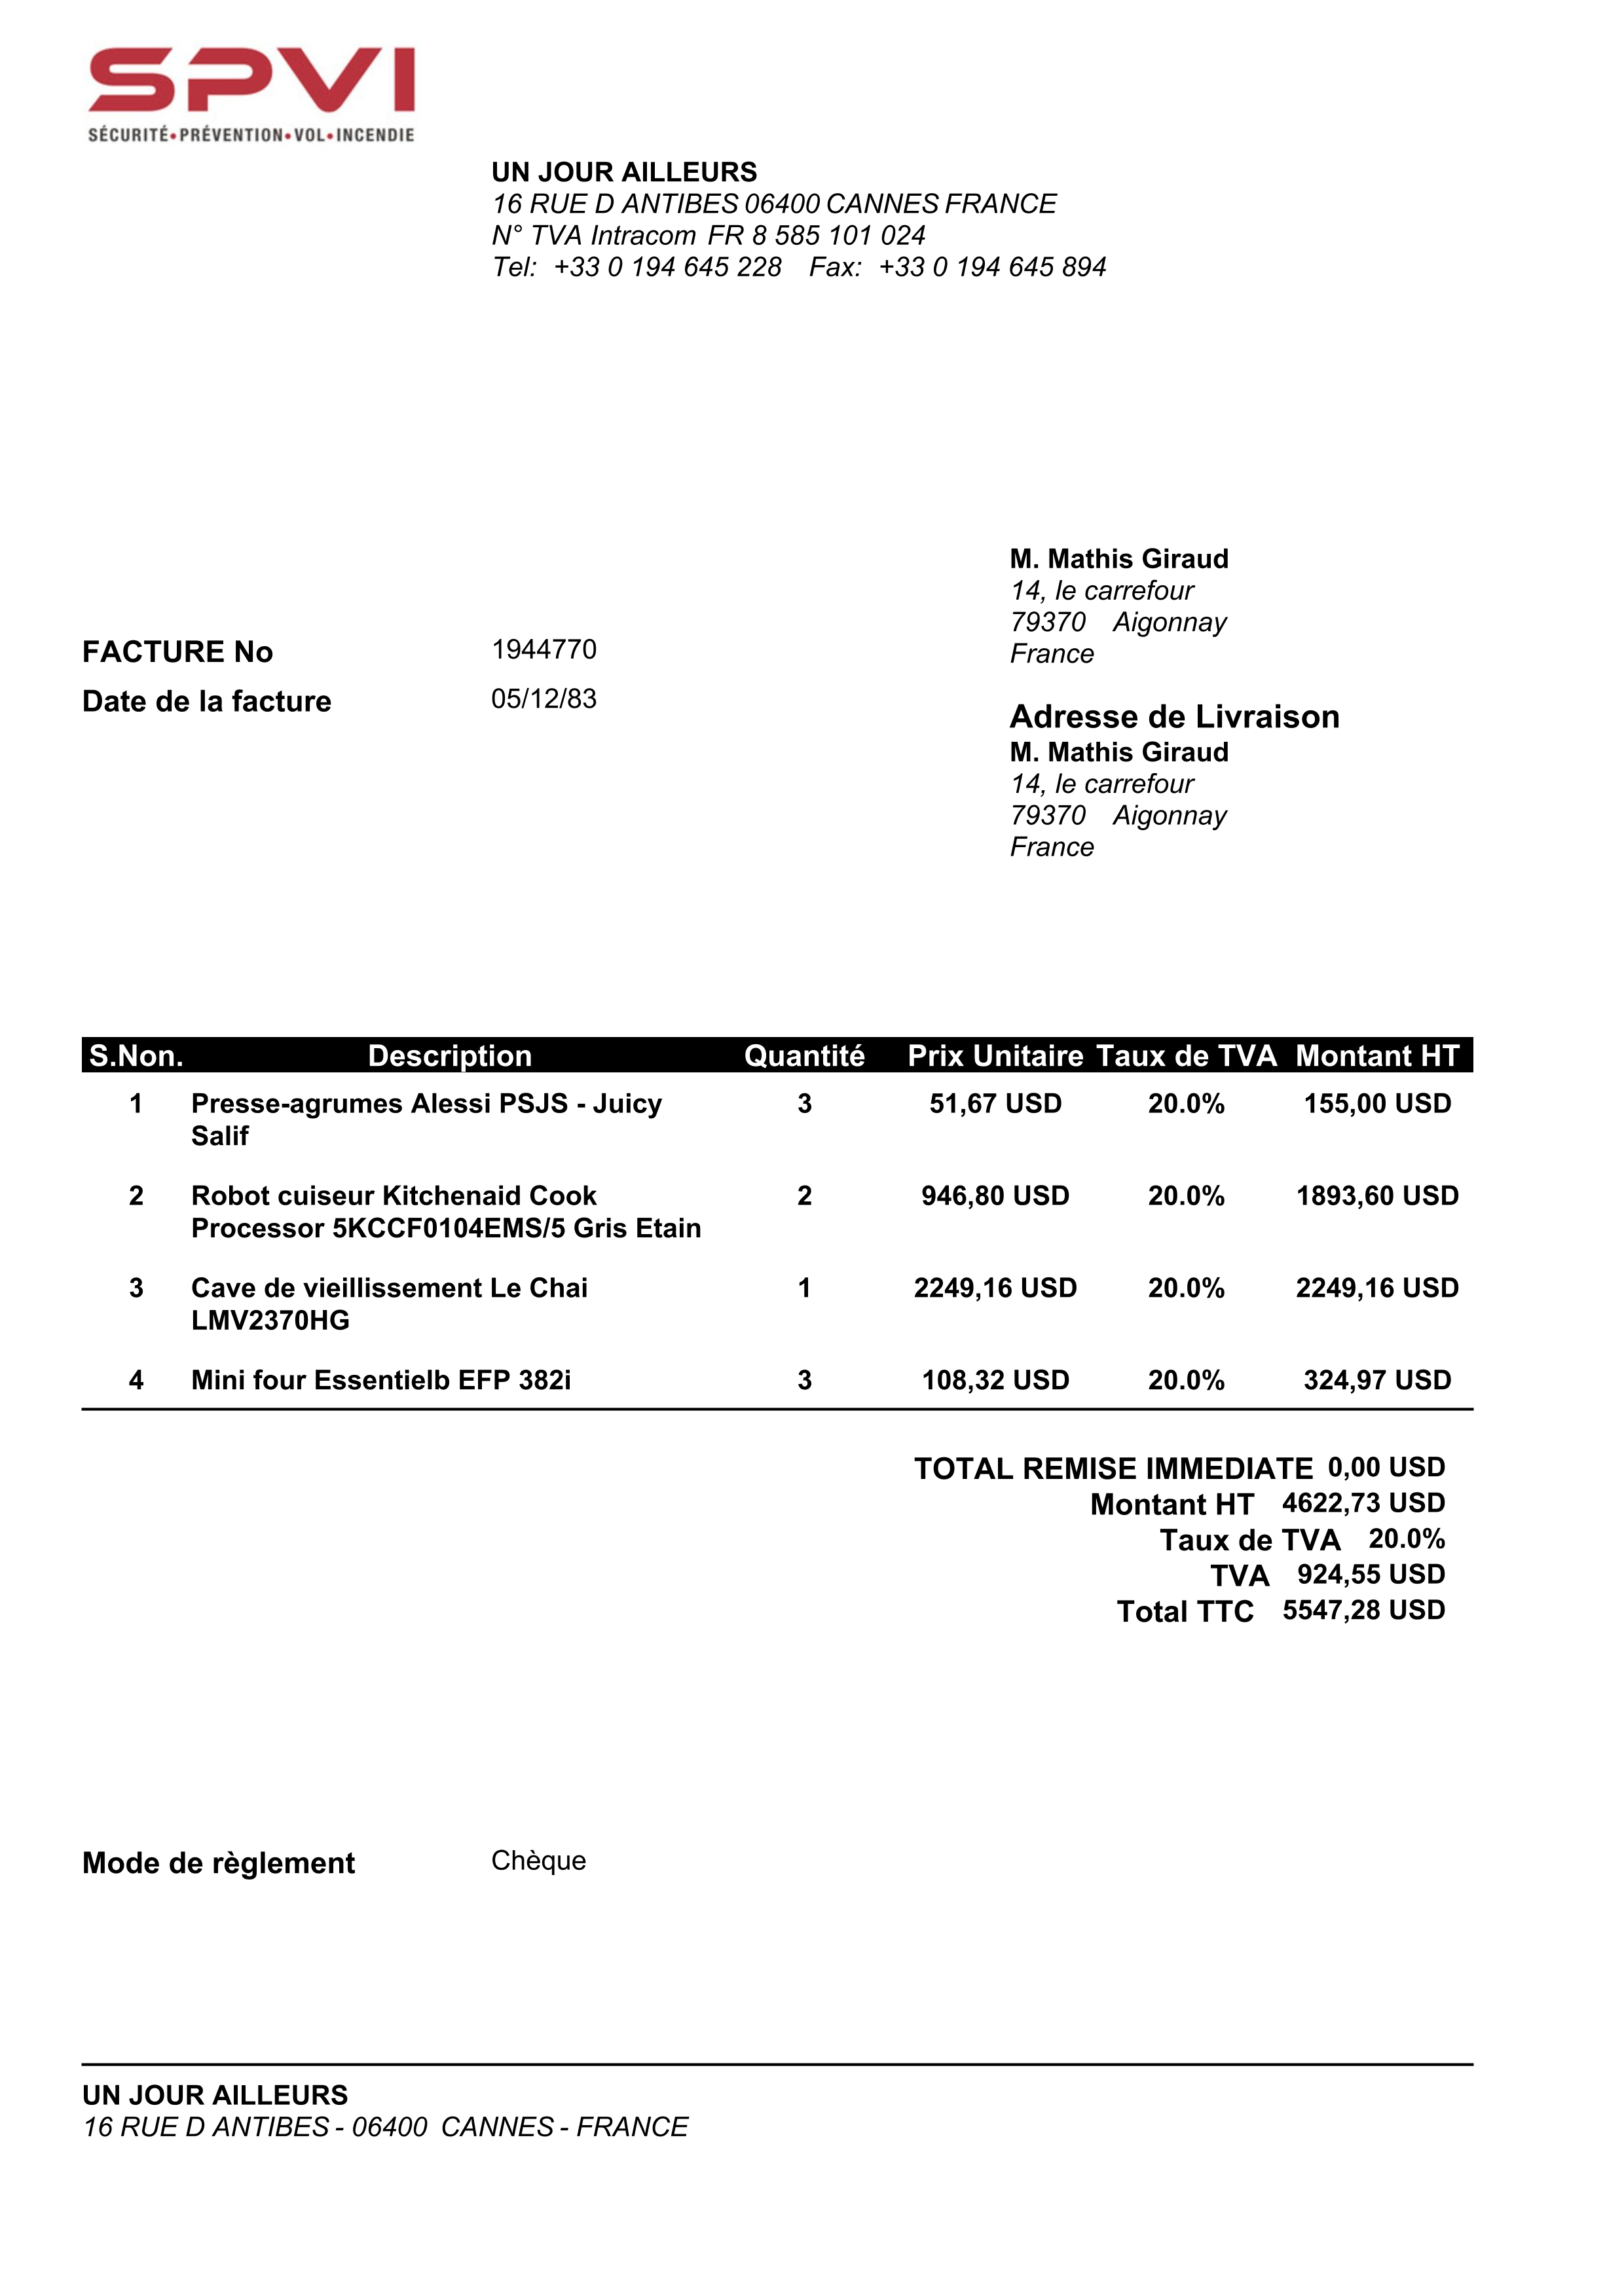 SPVI
SÉCURITÉ•PRÉVENTION•VOL•INCENDIE
UN JOUR AILLEURS
16 RUE D ANTIBES 06400 CANNES FRANCE
N° TVA Intracom FR 8 585 101 024
Tel: +33 0 194 645 228 Fax: +33 0 194 645 894
M. Mathis Giraud
14, le carrefour
79370 Aigonnay
France
FACTURE No 1944770
Date de la facture 05/12/83
Adresse de Livraison
M. Mathis Giraud
14, le carrefour
79370 Aigonnay
France
S.Non. Description Quantité Prix Unitaire Taux de TVA Montant HT
1 Presse-agrumes Alessi PSJS - Juicy 3 51,67 USD 20.0% 155,00 USD
Salif
2 Robot cuiseur Kitchenaid Cook 2 946,80 USD 20.0% 1893,60 USD
Processor 5KCCF0104EMS/5 Gris Etain
3 Cave de vieillissement Le Chai 1 2249,16 USD 20.0% 2249,16 USD
LMV2370HG
4 Mini four Essentielb EFP 382i 3 108,32 USD 20.0% 324,97 USD
TOTAL REMISE IMMEDIATE 0,00 USD
Montant HT 4622,73 USD
Taux de TVA 20.0%
TVA 924,55 USD
Total TTC 5547,28 USD
Mode de règlement Chèque
UN JOUR AILLEURS
16 RUE D ANTIBES - 06400 CANNES - FRANCE